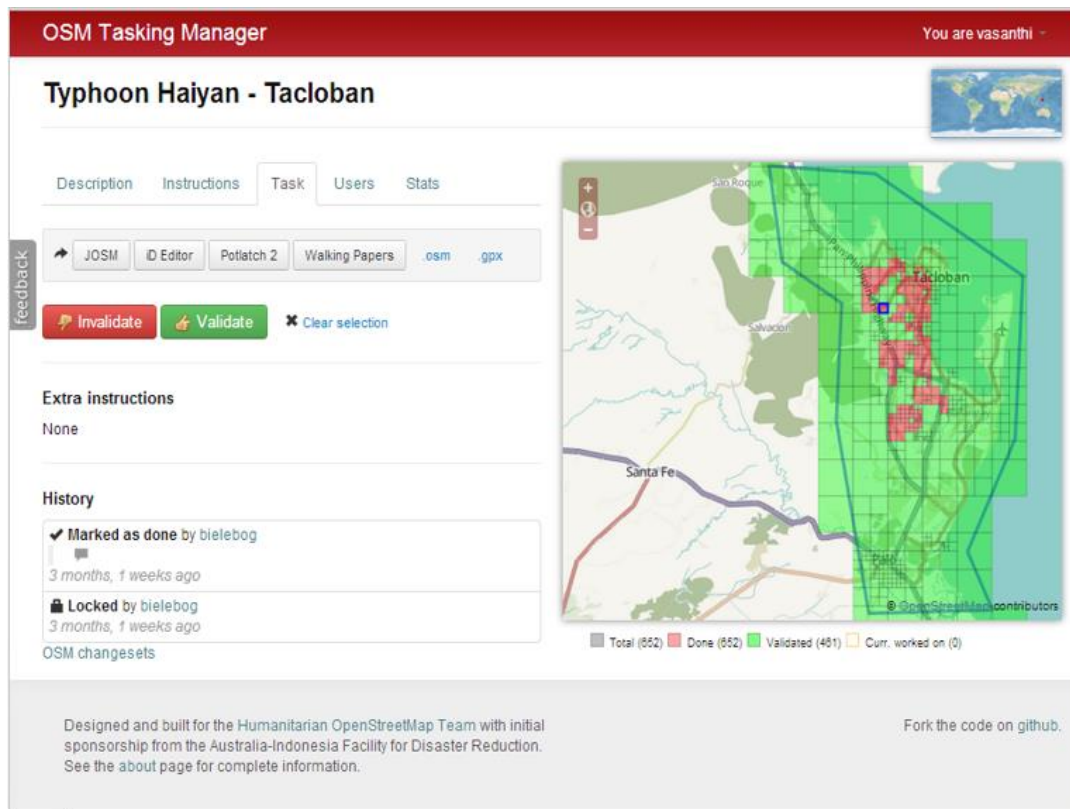 OSM Tasking Manager
You are vasanthi
Typhoon Haiyan - Tacloban
Description Instructions Task Users Stats
feedback
JOSM iD Editor Potlatch 2 Walking Papers .osm .gpx
Invalidate Validate Clear selection
Extra instructions
None
History
Marked as done by bielebog
3 months, 1 weeks ago
Locked by bielebog
3 months, 1 weeks ago
OSM changesets
San Roque
Pan Philippine Highway
Tacloban
Salvacion
Santa Fe
Palo
© OpenStreetMap contributors
Total (652) Done (652) Validated (461) Curr. worked on (0)
Designed and built for the Humanitarian OpenStreetMap Team with initial
sponsorship from the Australia-Indonesia Facility for Disaster Reduction.
See the about page for complete information.
Fork the code on github.